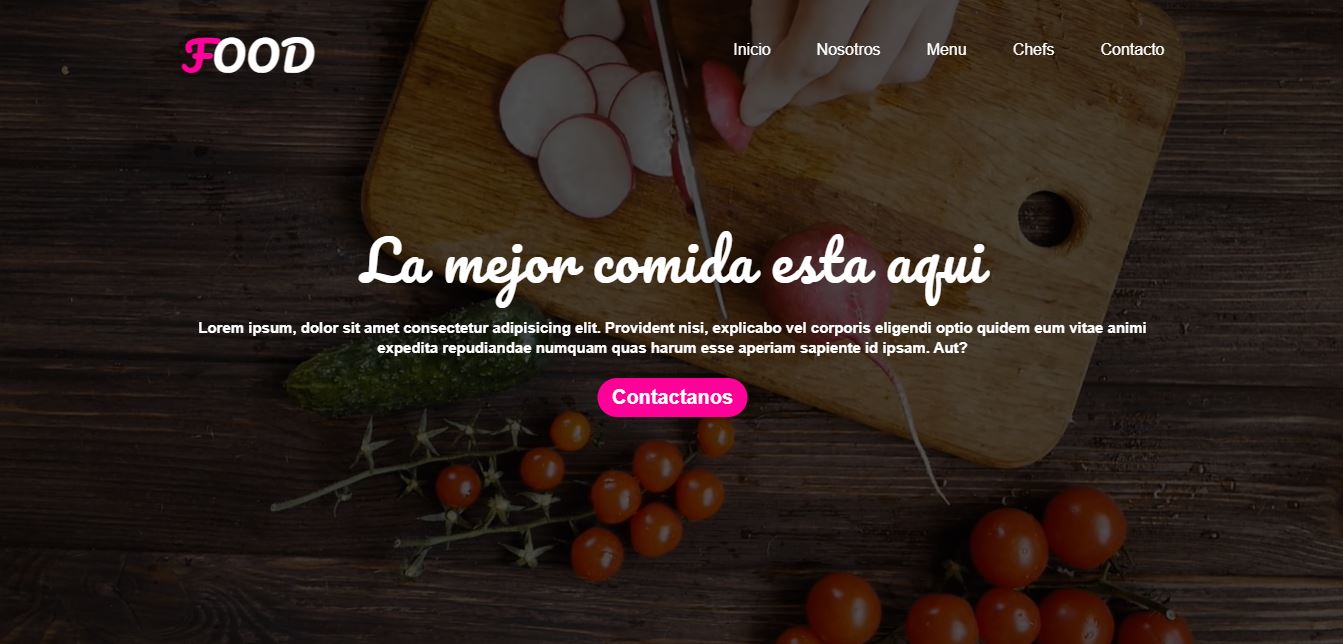 FOOD
Inicio Nosotros Menu Chefs Contacto
La mejor comida esta aqui
Lorem ipsum, dolor sit amet consectetur adipisicing elit. Provident nisi, explicabo vel corporis eligendi optio quidem eum vitae animi
expedita repudiandae numquam quas harum esse aperiam sapiente id ipsam. Aut?
Contactanos